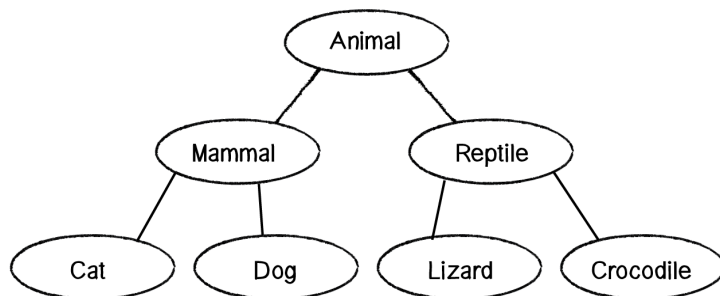 Animal
Mammal
Reptile
Cat
Dog
Lizard
Crocodile